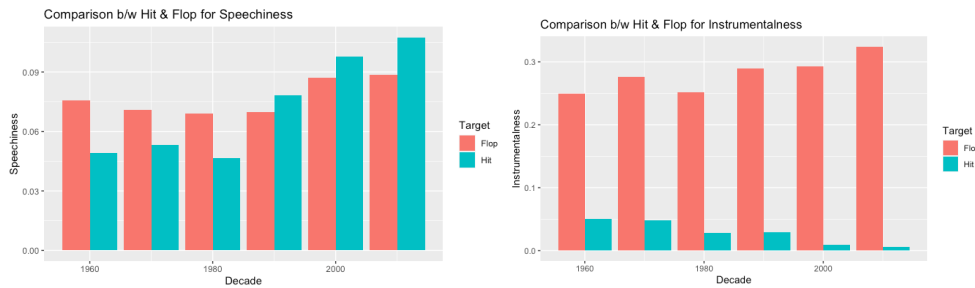 Comparison b/w Hit & Flop for Speechiness
Speechiness
0.09
0.06
0.03
0.00
1960
1980
2000
Decade
Target
Flop
Hit
Comparison b/w Hit & Flop for Instrumentalness
Instrumentalness
0.3
0.2
0.1
0.0
1960
1980
2000
Decade
Target
Flo
Hit